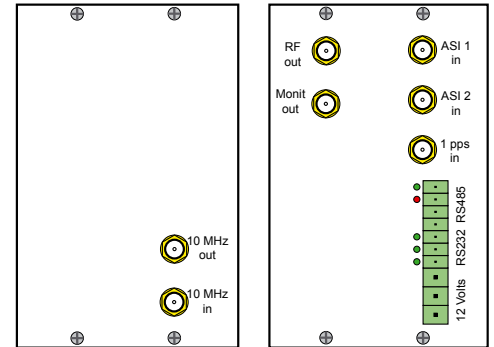 10 MHz
out
10 MHz
in
RF
out
Monit
out
ASI 1
in
ASI 2
in
1 pps
in
RS485
RS232
12 Volts